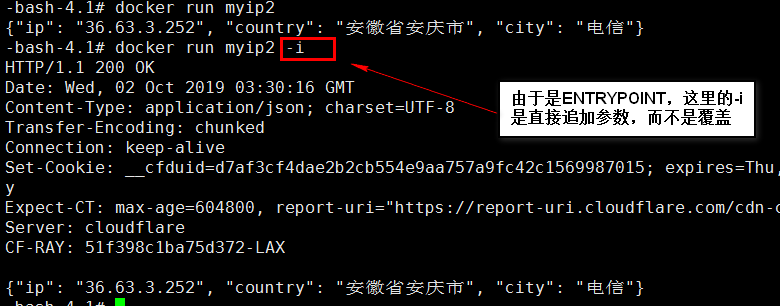 -bash-4.1# docker run myip2
{"ip": "36.63.3.252", "country": "安徽省安庆市", "city": "电信"}
-bash-4.1# docker run myip2 -i
HTTP/1.1 200 OK
Date: Wed, 02 Oct 2019 03:30:16 GMT
Content-Type: application/json; charset=UTF-8
Transfer-Encoding: chunked
Connection: keep-alive
Set-Cookie: __cfduid=d7af3cf4dae2b2cb554e9aa757a9fc42c1569987015; expires=Thu,
y
Expect-CT: max-age=604800, report-uri="https://report-uri.cloudflare.com/cdn-c
Server: cloudflare
CF-RAY: 51f398c1ba75d372-LAX
{"ip": "36.63.3.252", "country": "安徽省安庆市", "city": "电信"}
-bash-4.1#
由于是ENTRYPOINT，这里的-i
是直接追加参数，而不是覆盖